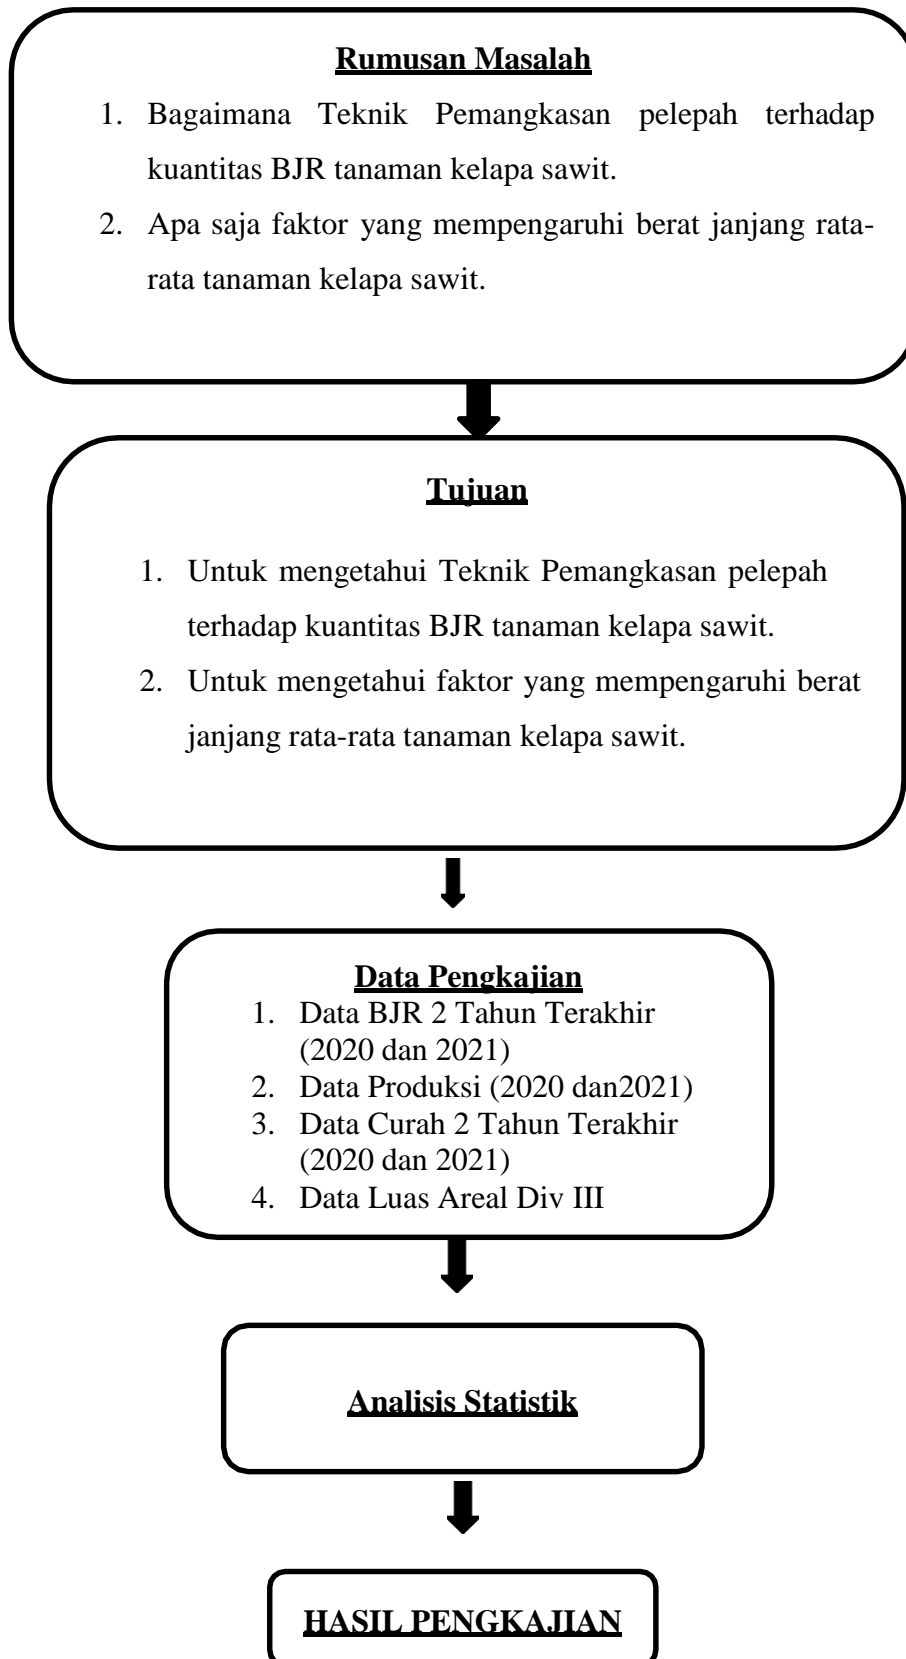 Rumusan Masalah
1. Bagaimana Teknik Pemangkasan pelepah terhadap
kuantitas BJR tanaman kelapa sawit.
2. Apa saja faktor yang mempengaruhi berat janjang rata-
rata tanaman kelapa sawit.
Tujuan
1. Untuk mengetahui Teknik Pemangkasan pelepah
terhadap kuantitas BJR tanaman kelapa sawit.
2. Untuk mengetahui faktor yang mempengaruhi berat
janjang rata-rata tanaman kelapa sawit.
Data Pengkajian
1. Data BJR 2 Tahun Terakhir
(2020 dan 2021)
2. Data Produksi (2020 dan2021)
3. Data Curah 2 Tahun Terakhir
(2020 dan 2021)
4. Data Luas Areal Div III
Analisis Statistik
HASIL PENGKAJIAN